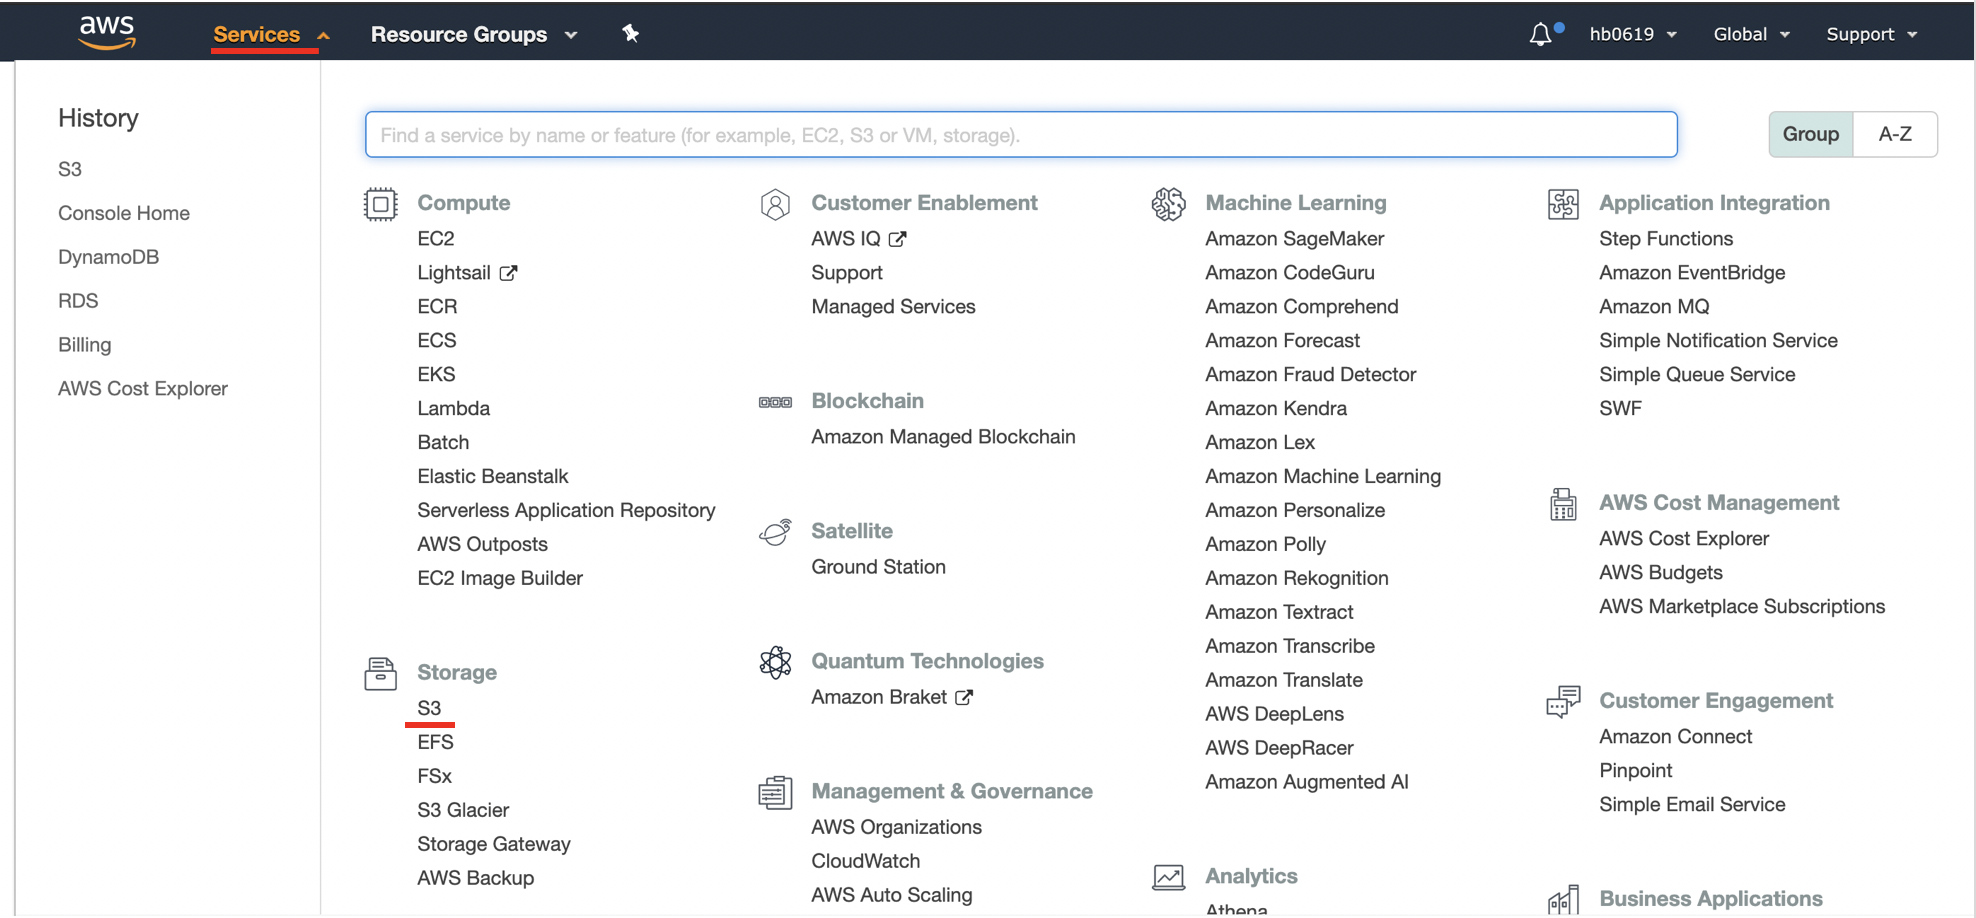 aws
Services
Resource Groups
hb0619
Global
Support
History
S3
Console Home
DynamoDB
RDS
Billing
AWS Cost Explorer
Find a service by name or feature (for example, EC2, S3 or VM, storage).
Group
A-Z
Compute
EC2
Lightsail
ECR
ECS
EKS
Lambda
Batch
Elastic Beanstalk
Serverless Application Repository
AWS Outposts
EC2 Image Builder
Storage
S3
EFS
FSx
S3 Glacier
Storage Gateway
AWS Backup
Customer Enablement
AWS IQ
Support
Managed Services
Blockchain
Amazon Managed Blockchain
Satellite
Ground Station
Quantum Technologies
Amazon Braket
Management & Governance
AWS Organizations
CloudWatch
AWS Auto Scaling
Machine Learning
Amazon SageMaker
Amazon CodeGuru
Amazon Comprehend
Amazon Forecast
Amazon Fraud Detector
Amazon Kendra
Amazon Lex
Amazon Machine Learning
Amazon Personalize
Amazon Polly
Amazon Rekognition
Amazon Textract
Amazon Transcribe
Amazon Translate
AWS DeepLens
AWS DeepRacer
Amazon Augmented AI
Analytics
Athena
Application Integration
Step Functions
Amazon EventBridge
Amazon MQ
Simple Notification Service
Simple Queue Service
SWF
AWS Cost Management
AWS Cost Explorer
AWS Budgets
AWS Marketplace Subscriptions
Customer Engagement
Amazon Connect
Pinpoint
Simple Email Service
Business Applications